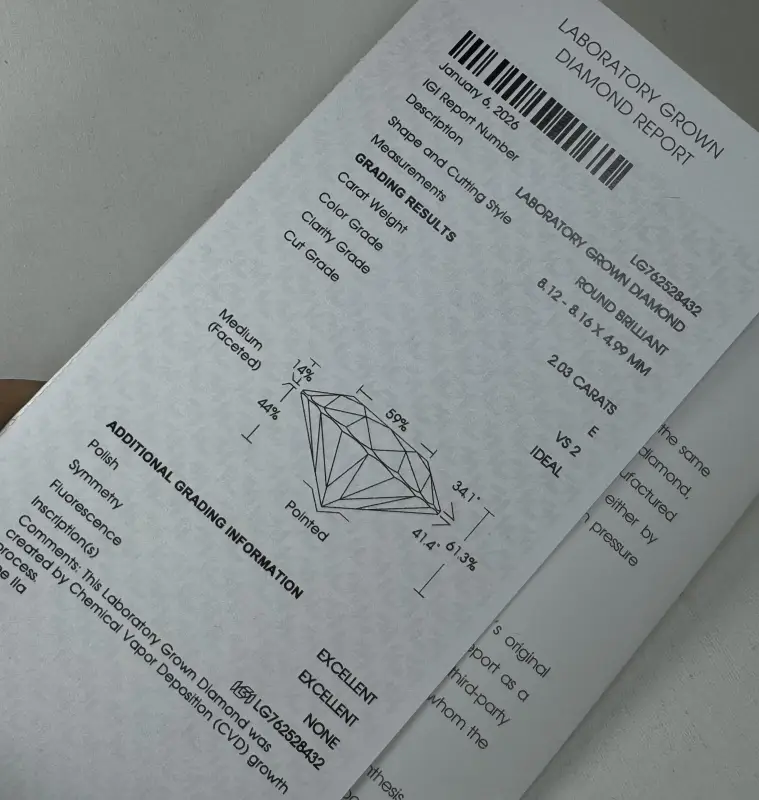 LABORATORY GROWN
DIAMOND REPORT
January 6, 2026
IGI Report Number LG762528432
Description LABORATORY GROWN DIAMOND
Shape and Cutting Style ROUND BRILLIANT
Measurements 8.12 - 8.16 X 4.99 MM
GRADING RESULTS
Carat Weight 2.03 CARATS
Color Grade E
Clarity Grade VS 2
Cut Grade IDEAL
Medium
(Faceted)
14%
44%
59%
34.1°
41.4°
61.3%
Pointed
ADDITIONAL GRADING INFORMATION
Polish EXCELLENT
Symmetry EXCELLENT
Fluorescence NONE
Inscription(s) LG762528432
Comments: This Laboratory Grown Diamond was
created by Chemical Vapor Deposition (CVD) growth
process.
IIa
the same
diamond,
either by
pressure
's original
as a
third-party
whom the